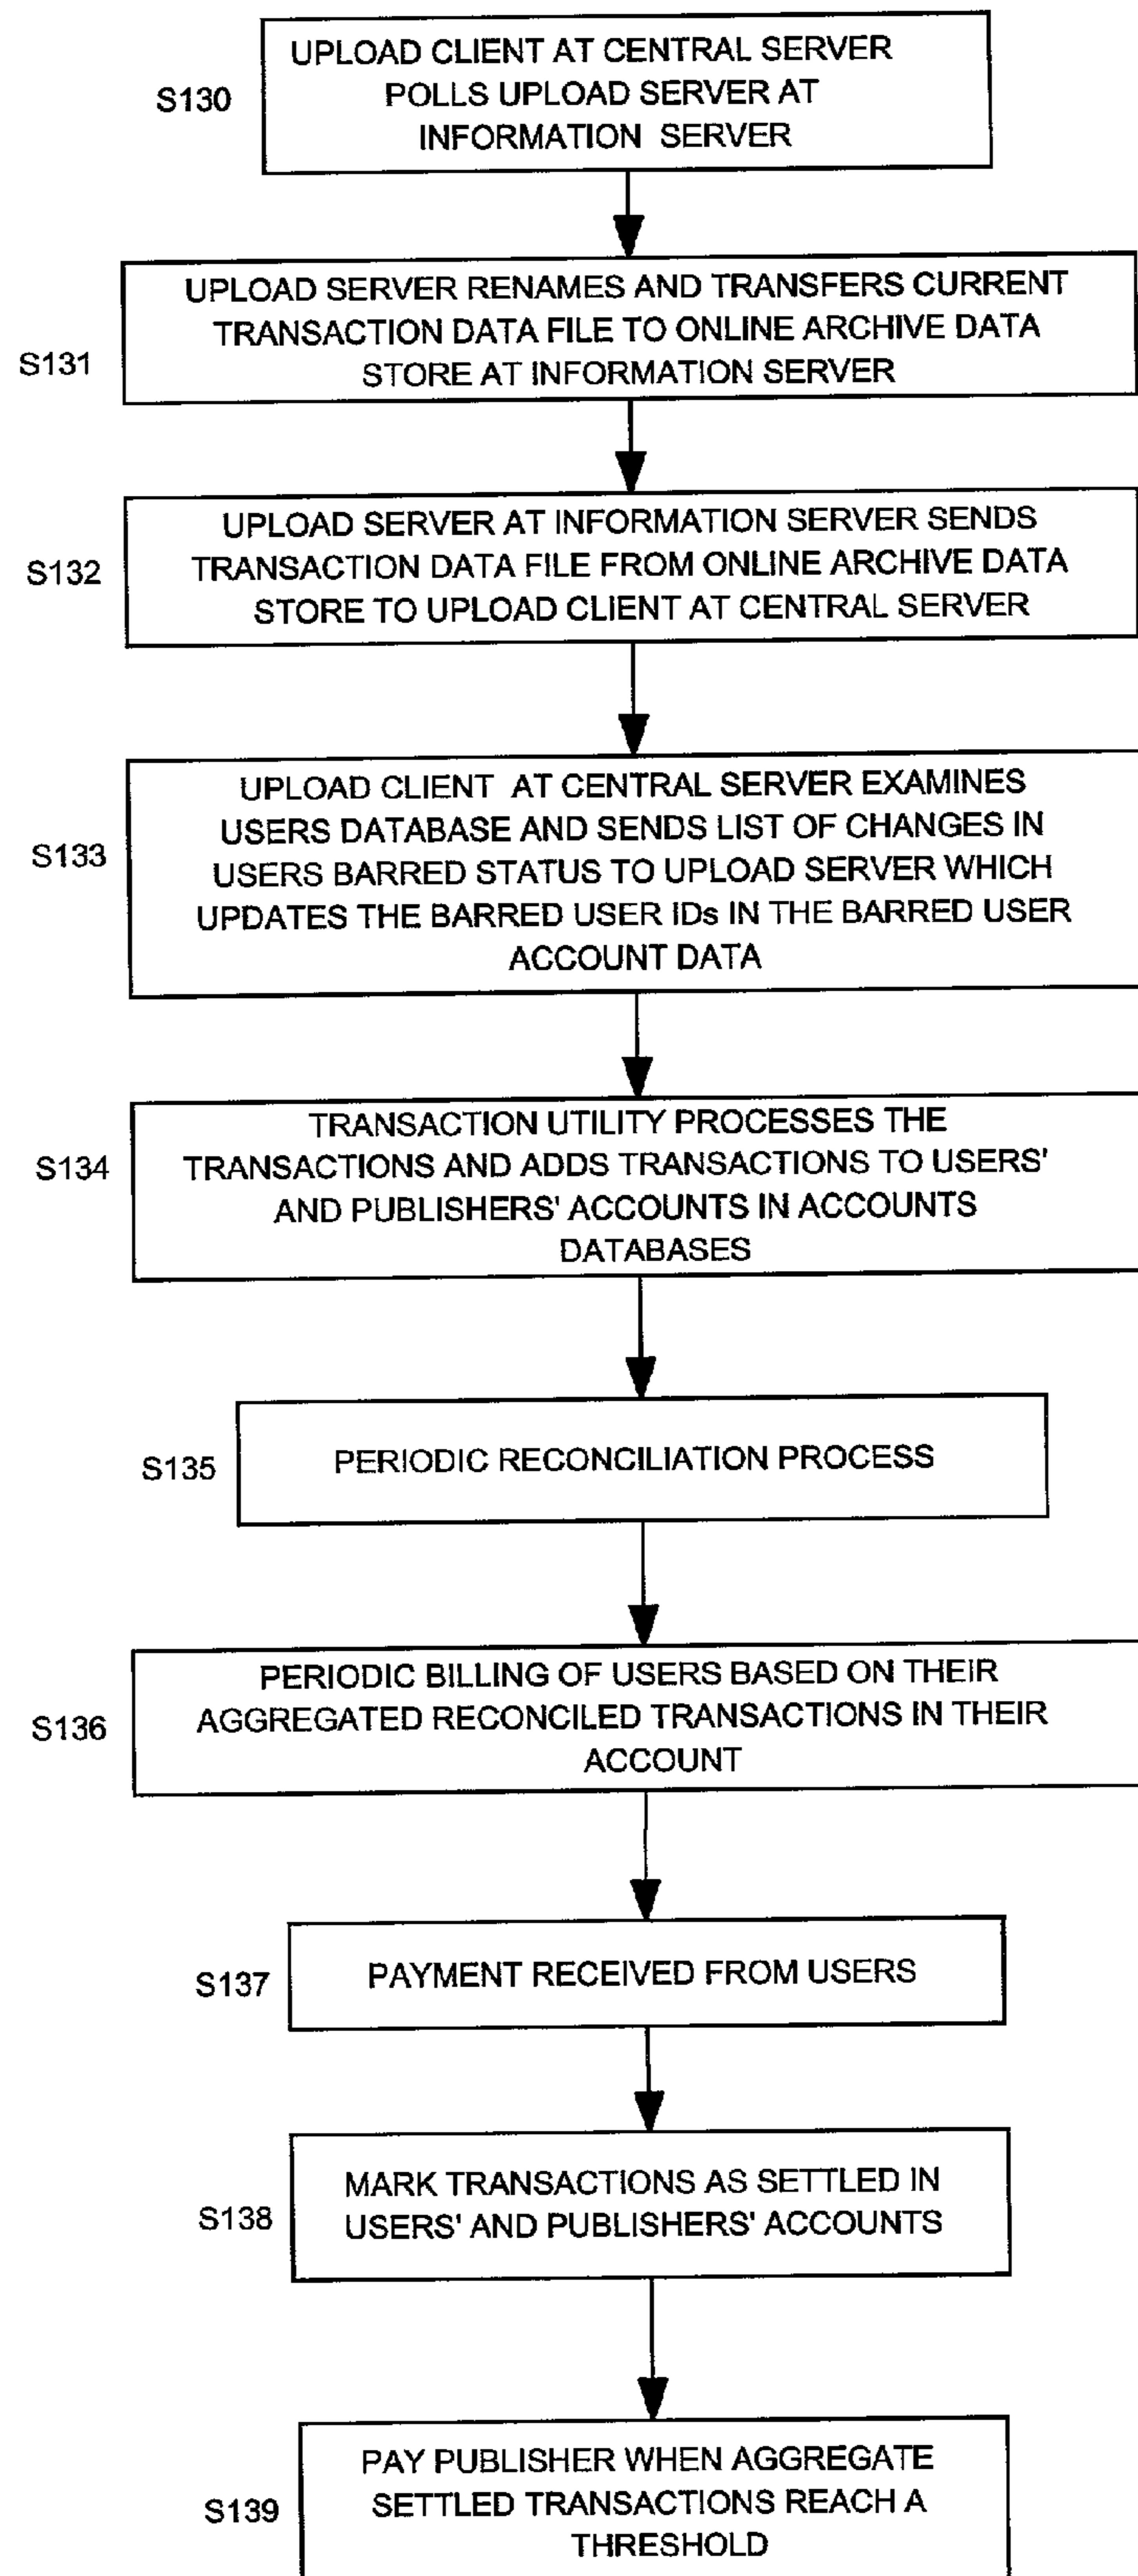 UPLOAD CLIENT AT CENTRAL SERVER
POLLS UPLOAD SERVER AT
INFORMATION SERVER
S130
UPLOAD SERVER RENAMES AND TRANSFERS CURRENT
TRANSACTION DATA FILE TO ONLINE ARCHIVE DATA
STORE AT INFORMATION SERVER
S131
UPLOAD SERVER AT INFORMATION SERVER SENDS
TRANSACTION DATA FILE FROM ONLINE ARCHIVE DATA
STORE TO UPLOAD CLIENT AT CENTRAL SERVER
S132
UPLOAD CLIENT AT CENTRAL SERVER EXAMINES
USERS DATABASE AND SENDS LIST OF CHANGES IN
USERS BARRED STATUS TO UPLOAD SERVER WHICH
UPDATES THE BARRED USER IDs IN THE BARRED USER
ACCOUNT DATA
S133
TRANSACTION UTILITY PROCESSES THE
TRANSACTIONS AND ADDS TRANSACTIONS TO USERS'
AND PUBLISHERS' ACCOUNTS IN ACCOUNTS
DATABASES
S134
PERIODIC RECONCILIATION PROCESS
S135
PERIODIC BILLING OF USERS BASED ON THEIR
AGGREGATED RECONCILED TRANSACTIONS IN THEIR
ACCOUNT
S136
PAYMENT RECEIVED FROM USERS
S137
MARK TRANSACTIONS AS SETTLED IN
USERS' AND PUBLISHERS' ACCOUNTS
S138
PAY PUBLISHER WHEN AGGREGATE
SETTLED TRANSACTIONS REACH A
THRESHOLD
S139